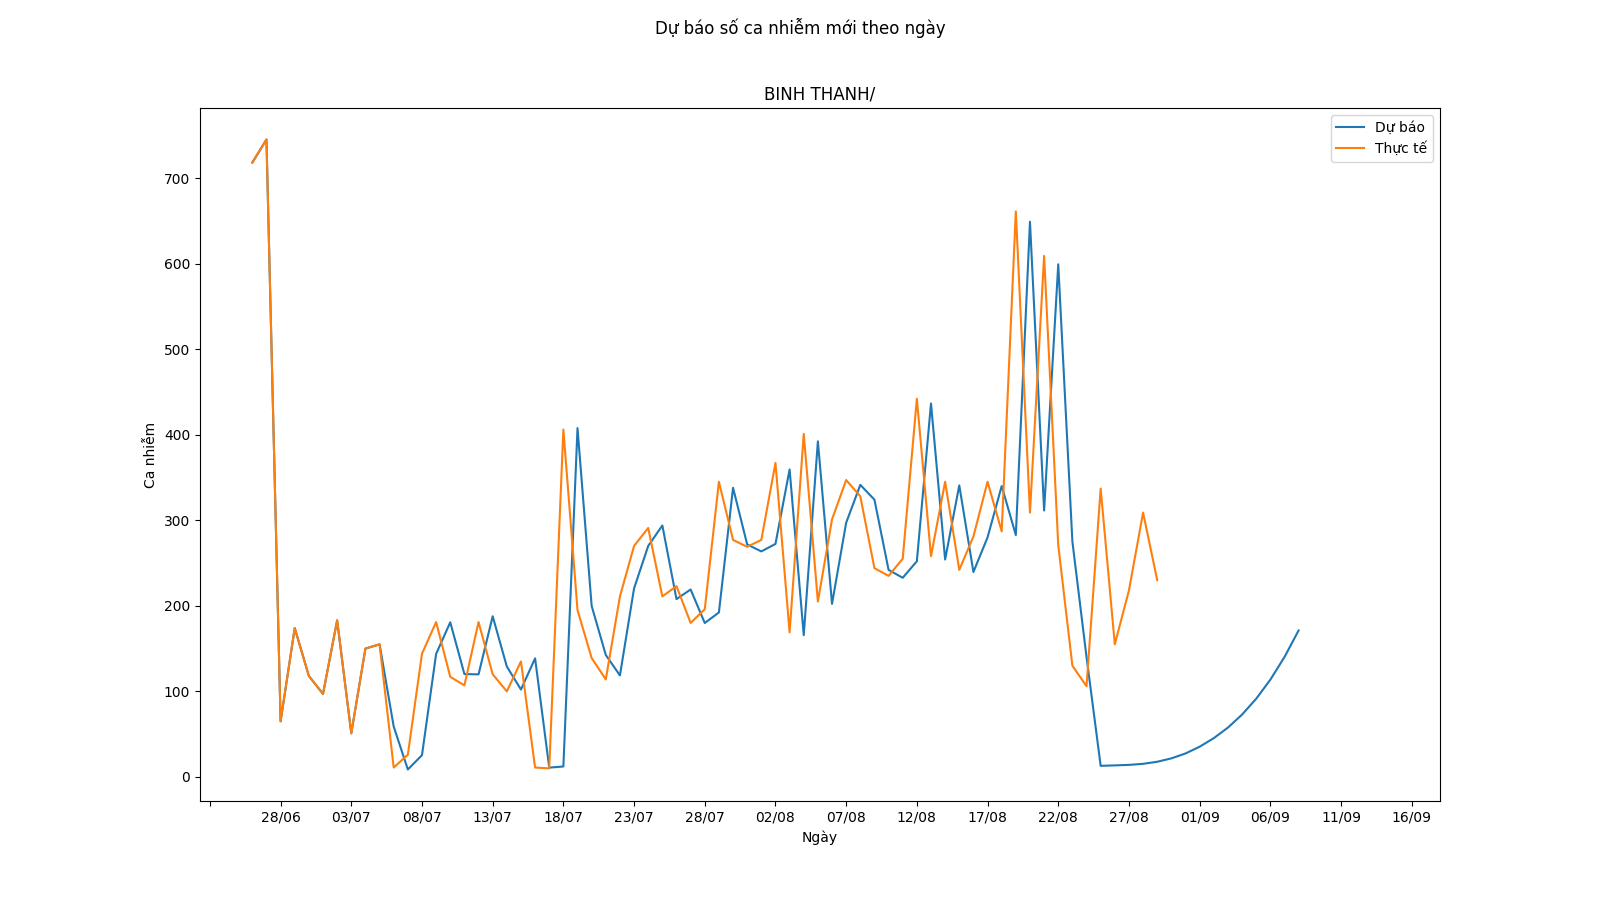 Dự báo số ca nhiễm mới theo ngày
BINH THANH/
Dự báo
Thực tế
700
600
500
400
300
200
100
0
Ca nhiễm
28/06 03/07 08/07 13/07 18/07 23/07 28/07 02/08 07/08 12/08 17/08 22/08 27/08 01/09 06/09 11/09 16/09
Ngày